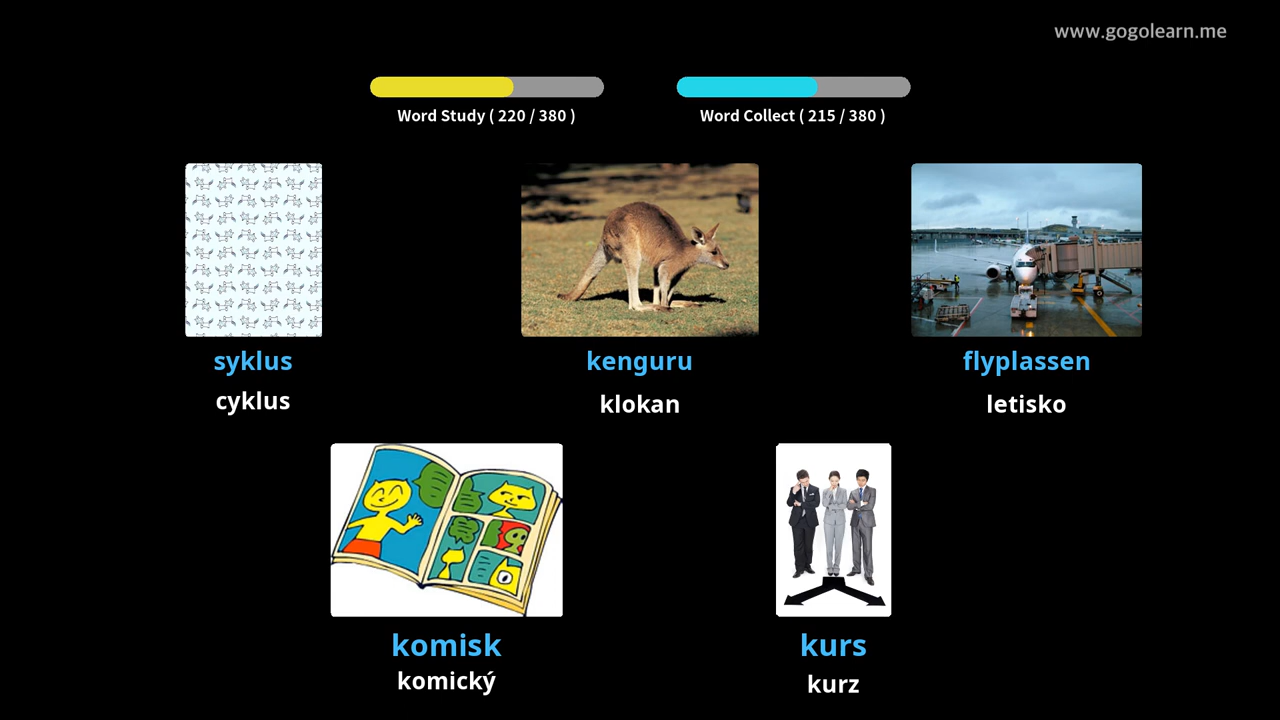 www.gogolearn.me
Word Study ( 220 / 380 )
Word Collect ( 215 / 380 )
syklus
cyklus
kenguru
klokan
flyplassen
letisko
komisk
komický
kurs
kurz